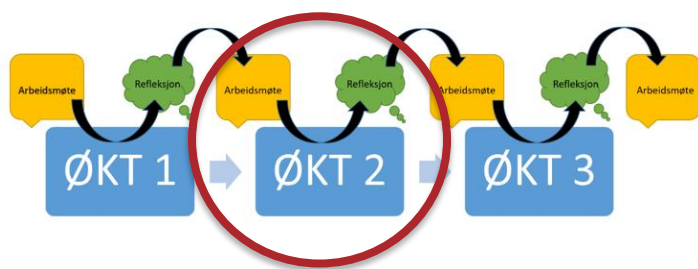 Arbeidsmøte
Refleksjon
Arbeidsmøte
Refleksjon
Arbeidsmøte
Refleksjon
Arbeidsmøte
ØKT 1
ØKT 2
ØKT 3